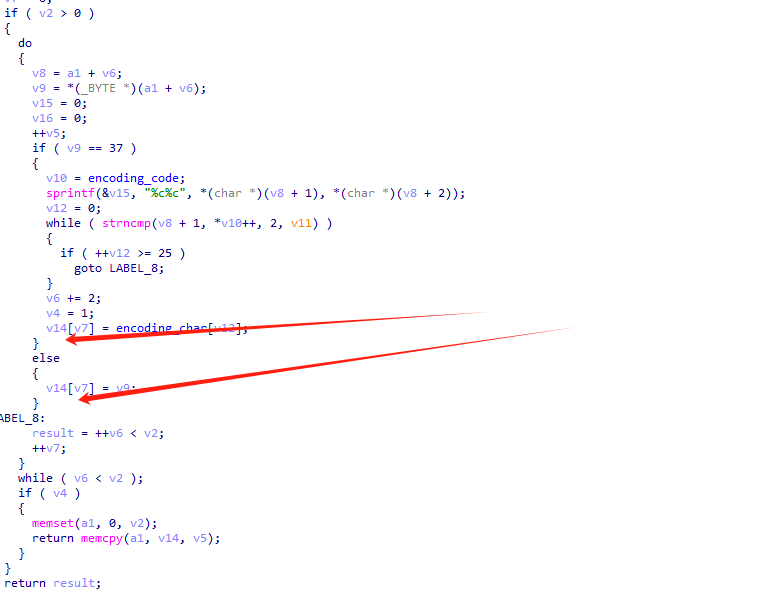 if ( v2 > 0 )
{
do
{
v8 = a1 + v6;
v9 = *(_BYTE *)(a1 + v6);
v15 = 0;
v16 = 0;
++v5;
if ( v9 == 37 )
{
v10 = encoding_code;
sprintf(&v15, "%c%c", *(char *)(v8 + 1), *(char *)(v8 + 2));
v12 = 0;
while ( strncmp(v8 + 1, *v10++, 2, v11) )
{
if ( ++v12 >= 25 )
goto LABEL_8;
}
v6 += 2;
v4 = 1;
v14[v7] = encoding_char[v12];
}
else
{
v14[v7] = v9;
}
ABEL_8:
result = ++v6 < v2;
++v7;
}
while ( v6 < v2 );
if ( v4 )
{
memset(a1, 0, v2);
return memcpy(a1, v14, v5);
}
}
return result;